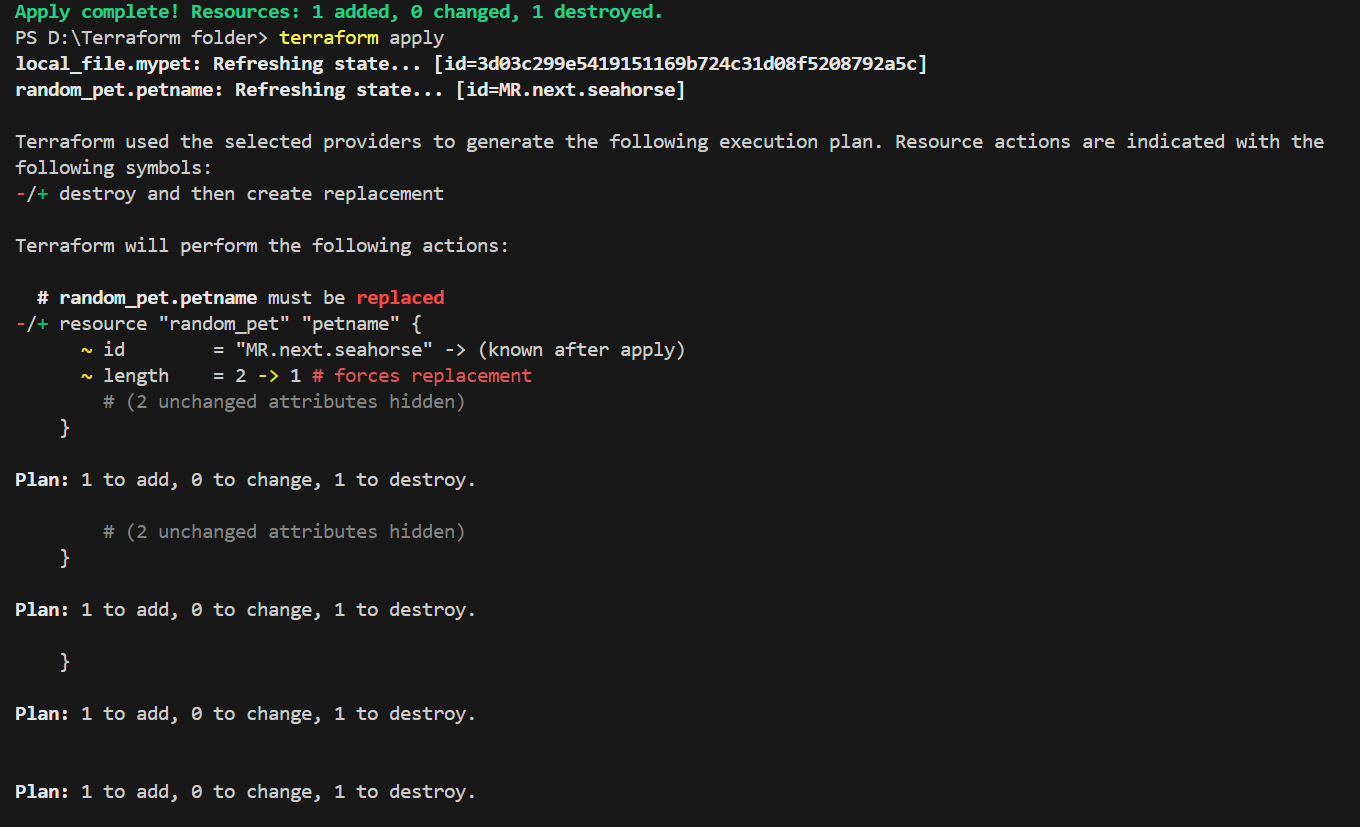 Apply complete! Resources: 1 added, 0 changed, 1 destroyed.
PS D:\Terraform folder> terraform apply
local_file.mypet: Refreshing state... [id=3d03c299e5419151169b724c31d08f5208792a5c]
random_pet.petname: Refreshing state... [id=MR.next.seahorse]
Terraform used the selected providers to generate the following execution plan. Resource actions are indicated with the
following symbols:
-/+ destroy and then create replacement
Terraform will perform the following actions:
  # random_pet.petname must be replaced
-/+ resource "random_pet" "petname" {
      ~ id        = "MR.next.seahorse" -> (known after apply)
      ~ length    = 2 -> 1 # forces replacement
        # (2 unchanged attributes hidden)
    }
Plan: 1 to add, 0 to change, 1 to destroy.
        # (2 unchanged attributes hidden)
    }
Plan: 1 to add, 0 to change, 1 to destroy.
    }
Plan: 1 to add, 0 to change, 1 to destroy.
Plan: 1 to add, 0 to change, 1 to destroy.